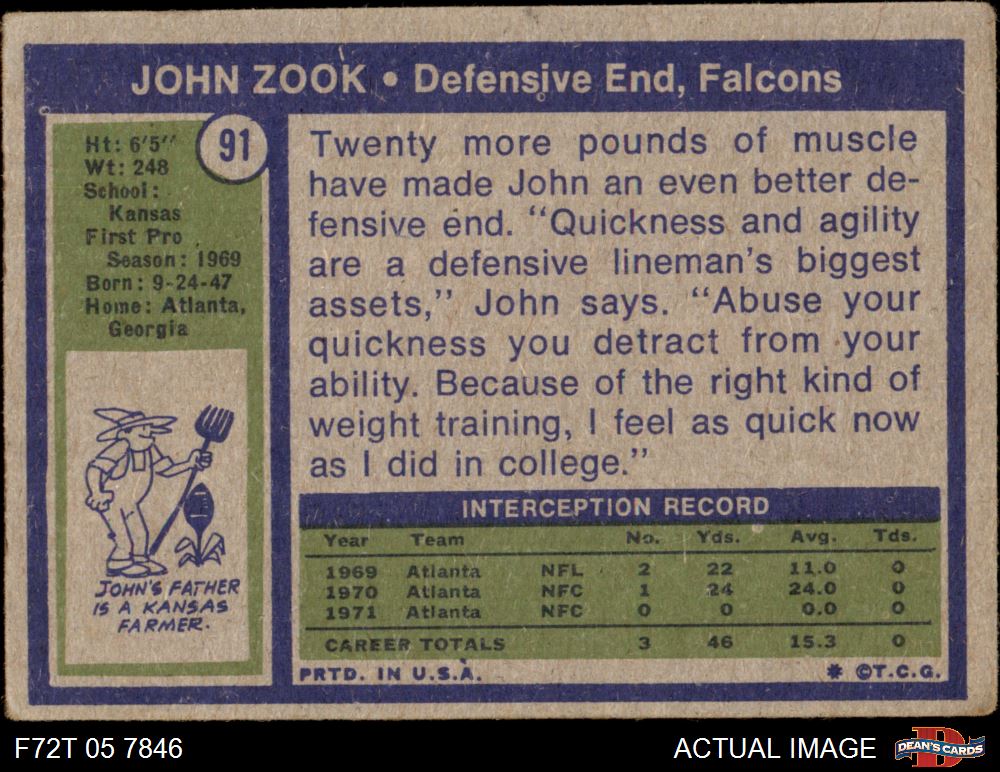 JOHN ZOOK • Defensive End, Falcons
91
Ht: 6'5"
Wt: 248
School:
Kansas
First Pro
Season: 1969
Born: 9-24-47
Home: Atlanta,
Georgia
JOHN'S FATHER
IS A KANSAS
FARMER.
Twenty more pounds of muscle
have made John an even better de-
fensive end. "Quickness and agility
are a defensive lineman's biggest
assets," John says. "Abuse your
quickness you detract from your
ability. Because of the right kind of
weight training, I feel as quick now
as I did in college."
INTERCEPTION RECORD
Year Team No. Yds. Avg. Tds.
1969 Atlanta NFL 2 22 11.0 0
1970 Atlanta NFC 1 24 24.0 0
1971 Atlanta NFC 0 0 0.0 0
CAREER TOTALS 3 46 15.3 0
PRTD. IN U.S.A. * ©T.C.G.
F72T 05 7846 ACTUAL IMAGE DEAN'S CARDS